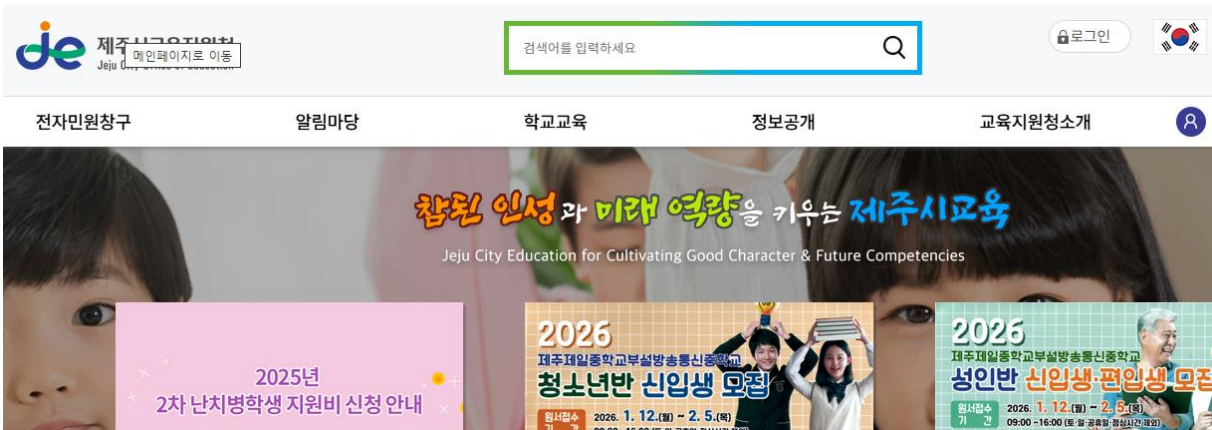 je
제주
메인페이지로 이동
Jeju
검색어를 입력하세요
로그인
전자민원창구
알림마당
학교교육
정보공개
교육지원청소개
참된 인성과 미래 역량을 키우는 제주시교육
Jeju City Education for Cultivating Good Character & Future Competencies
2025년
2차 난치병학생 지원비 신청 안내
2026
제주제일중학교부설방송통신중학교
청소년반 신입생 모집
원서접수 2026. 1. 12.(월) ~ 2. 5.(목)
기 간
2026
제주제일중학교부설방송통신중학교
성인반 신입생·편입생 모집
원서접수 2026. 1. 12.(월) ~ 2. 5.(목)
기 간 09:00 ~16:00 (토·일·공휴일·점심시간 제외)